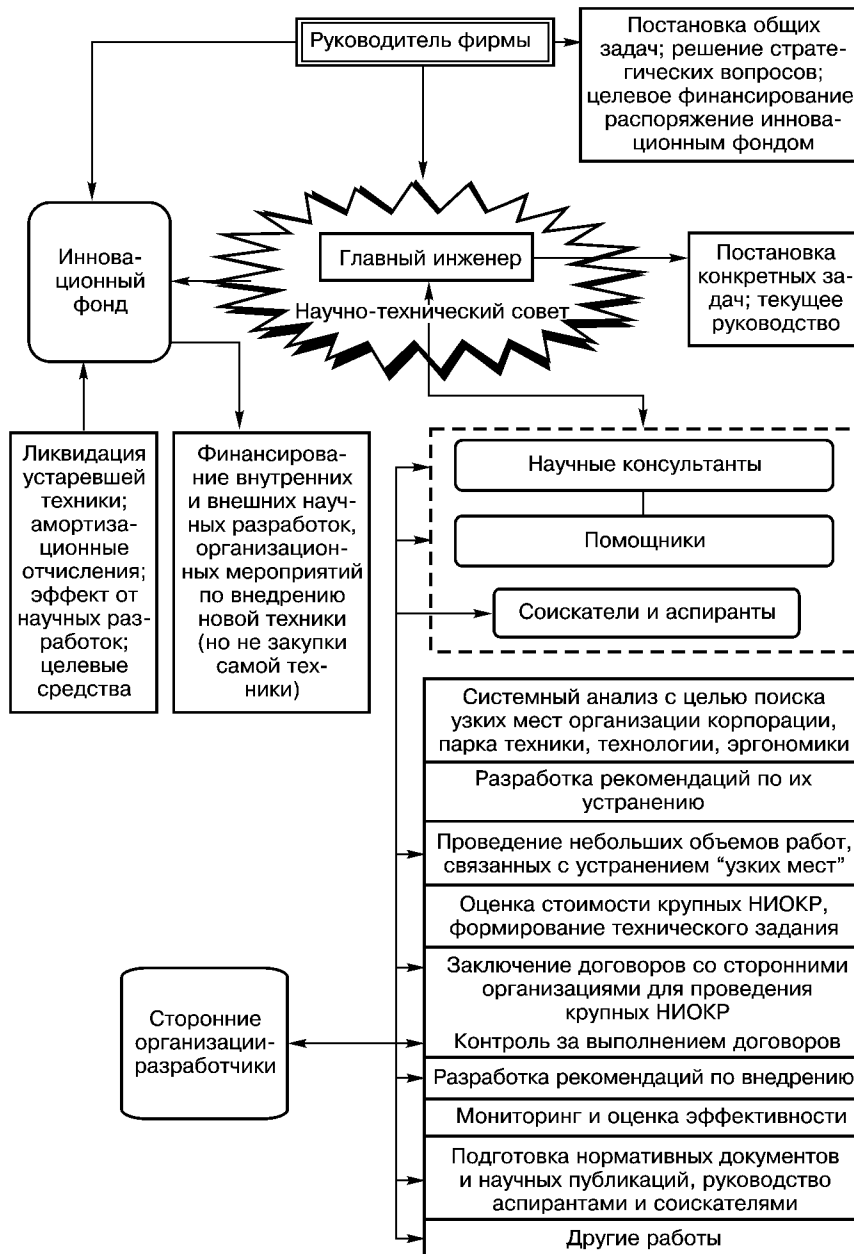 Руководитель фирмы
Постановка общих
задач; решение страте-
гических вопросов;
целевое финансирование
распоряжение иннова-
ционным фондом
Иннова-
ционный
фонд
Главный инженер
Научно-технический совет
Постановка
конкретных за-
дач; текущее
руководство
Ликвидация
устаревшей
техники;
амортиза-
ционные
отчисления;
эффект от
научных раз-
работок;
целевые
средства
Финансирова-
ние внутренних
и внешних науч-
ных разработок,
организацион-
ных мероприятий
по внедрению
новой техники
(но не закупки
самой тех-
ники)
Научные консультанты
Помощники
Соискатели и аспиранты
Системный анализ с целью поиска
узких мест организации корпорации,
парка техники, технологии, эргономики
Разработка рекомендаций по их
устранению
Проведение небольших объемов работ,
связанных с устранением “узких мест”
Оценка стоимости крупных НИОКР,
формирование технического задания
Заключение договоров со сторонними
организациями для проведения
крупных НИОКР
Контроль за выполнением договоров
Сторонние
организации-
разработчики
Разработка рекомендаций по внедрению
Мониторинг и оценка эффективности
Подготовка нормативных документов
и научных публикаций, руководство
аспирантами и соискателями
Другие работы